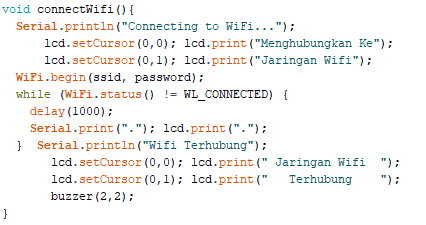 void connectWifi(){
  Serial.println("Connecting to WiFi...");
      lcd.setCursor(0,0); lcd.print("Menghubungkan Ke");
      lcd.setCursor(0,1); lcd.print("Jaringan Wifi");
  WiFi.begin(ssid, password);
  while (WiFi.status() != WL_CONNECTED) {
    delay(1000);
    Serial.print("."); lcd.print(".");
  }  Serial.println("Wifi Terhubung");
       lcd.setCursor(0,0); lcd.print(" Jaringan Wifi  ");
       lcd.setCursor(0,1); lcd.print("   Terhubung    ");
       buzzer(2,2);
}